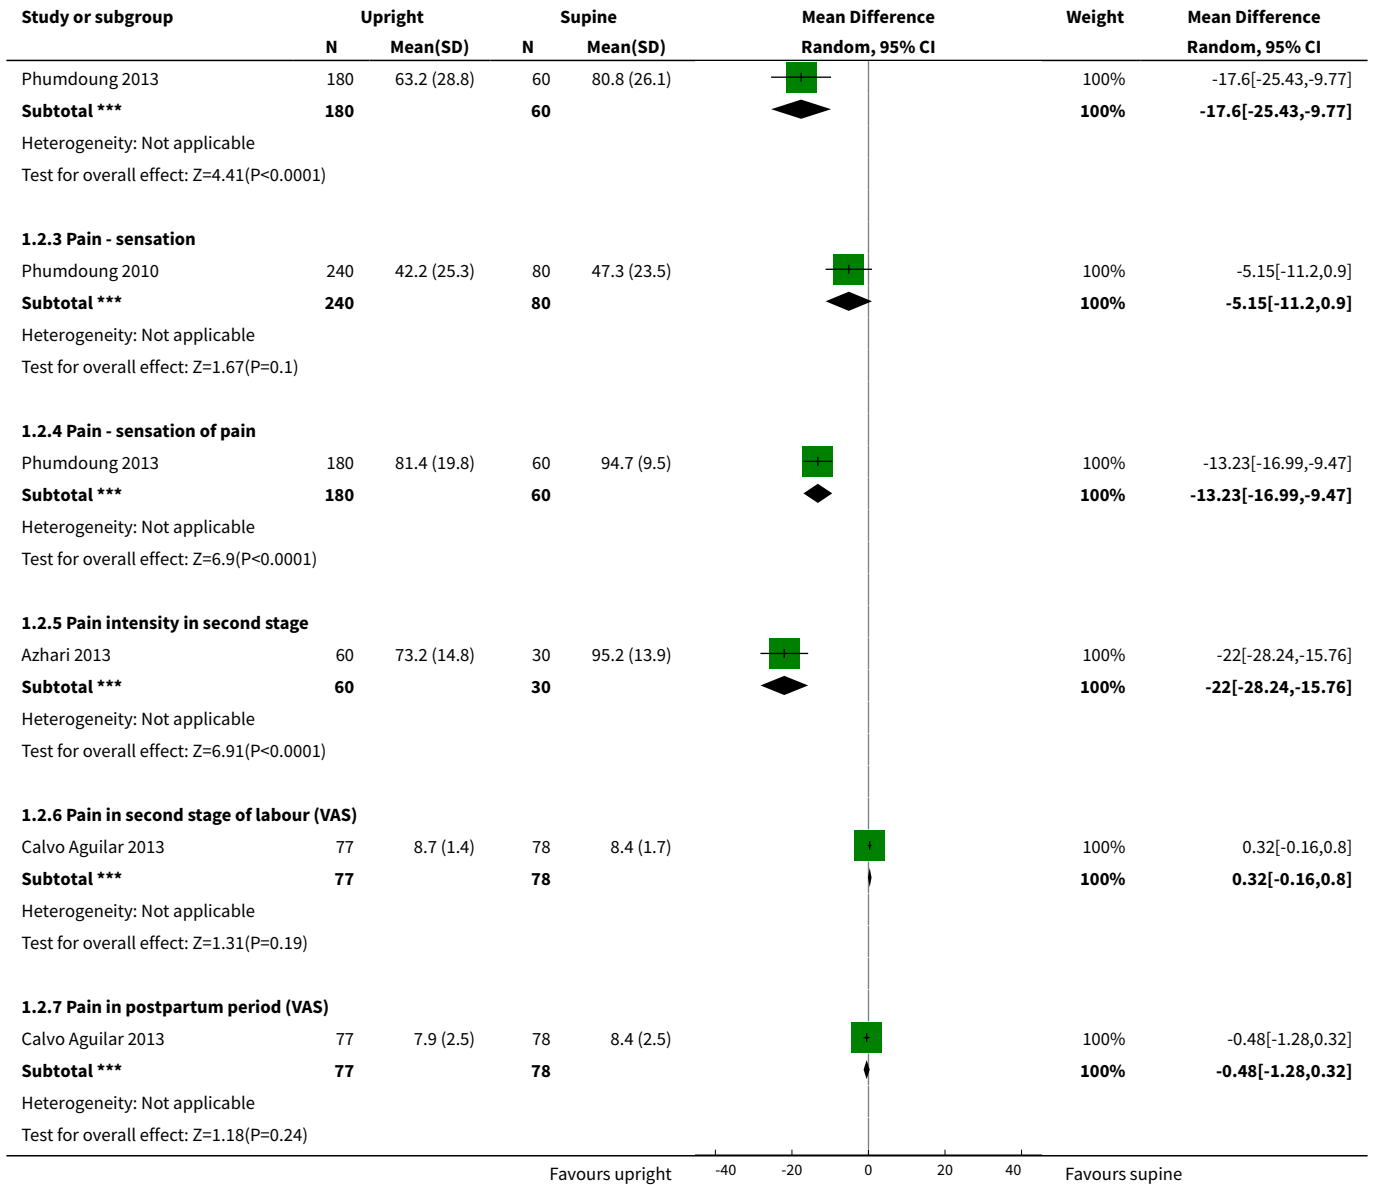 Study or subgroup Upright Supine Mean Difference Weight Mean Difference
N Mean(SD) N Mean(SD) Random, 95% CI Random, 95% CI
Phumdoung 2013 180 63.2 (28.8) 60 80.8 (26.1) 100% -17.6[-25.43,-9.77]
Subtotal *** 180 60 100% -17.6[-25.43,-9.77]
Heterogeneity: Not applicable
Test for overall effect: Z=4.41(P<0.0001)
1.2.3 Pain - sensation
Phumdoung 2010 240 42.2 (25.3) 80 47.3 (23.5) 100% -5.15[-11.2,0.9]
Subtotal *** 240 80 100% -5.15[-11.2,0.9]
Heterogeneity: Not applicable
Test for overall effect: Z=1.67(P=0.1)
1.2.4 Pain - sensation of pain
Phumdoung 2013 180 81.4 (19.8) 60 94.7 (9.5) 100% -13.23[-16.99,-9.47]
Subtotal *** 180 60 100% -13.23[-16.99,-9.47]
Heterogeneity: Not applicable
Test for overall effect: Z=6.9(P<0.0001)
1.2.5 Pain intensity in second stage
Azhari 2013 60 73.2 (14.8) 30 95.2 (13.9) 100% -22[-28.24,-15.76]
Subtotal *** 60 30 100% -22[-28.24,-15.76]
Heterogeneity: Not applicable
Test for overall effect: Z=6.91(P<0.0001)
1.2.6 Pain in second stage of labour (VAS)
Calvo Aguilar 2013 77 8.7 (1.4) 78 8.4 (1.7) 100% 0.32[-0.16,0.8]
Subtotal *** 77 78 100% 0.32[-0.16,0.8]
Heterogeneity: Not applicable
Test for overall effect: Z=1.31(P=0.19)
1.2.7 Pain in postpartum period (VAS)
Calvo Aguilar 2013 77 7.9 (2.5) 78 8.4 (2.5) 100% -0.48[-1.28,0.32]
Subtotal *** 77 78 100% -0.48[-1.28,0.32]
Heterogeneity: Not applicable
Test for overall effect: Z=1.18(P=0.24)
Favours upright -40 -20 0 20 40 Favours supine